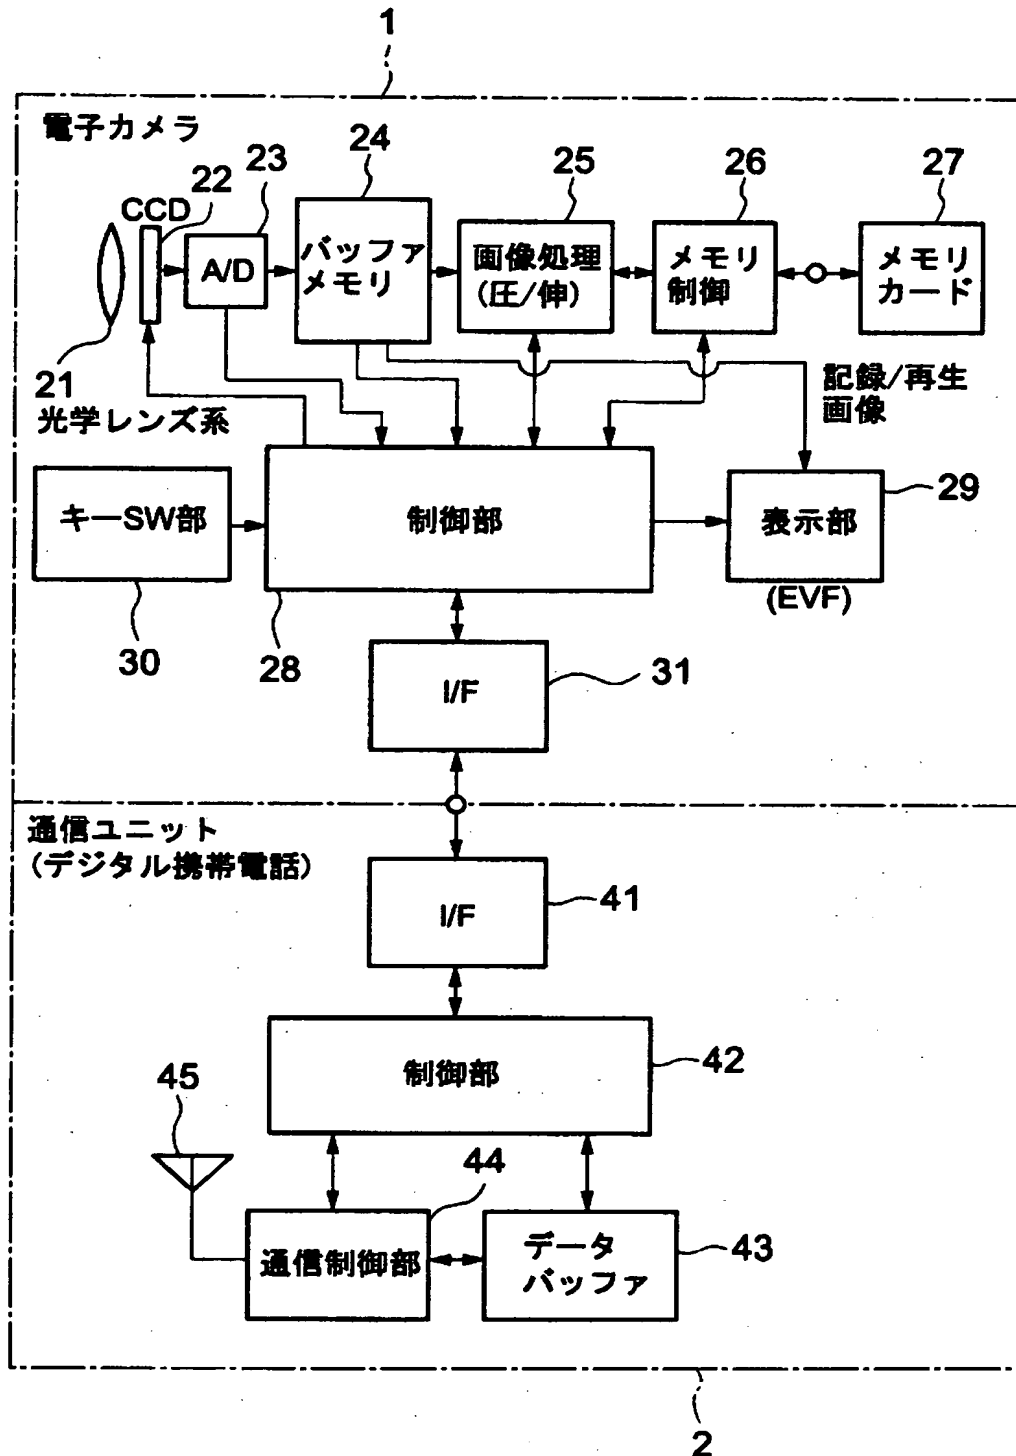 1
電子カメラ
CCD
22
23
24
25
26
27
A/D
バッファ
メモリ
画像処理
(圧/伸)
メモリ
制御
メモリ
カード
21
光学レンズ系
記録/再生
画像
キーSW部
制御部
29
表示部
(EVF)
30
28
I/F
31
通信ユニット
(デジタル携帯電話)
I/F
41
制御部
42
45
44
通信制御部
データ
バッファ
43
2